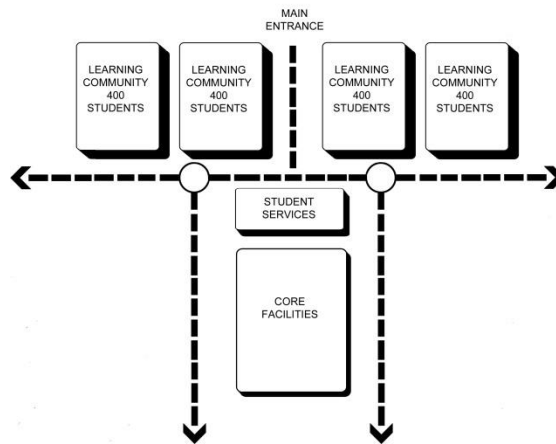 MAIN
ENTRANCE
LEARNING
COMMUNITY
400
STUDENTS
LEARNING
COMMUNITY
400
STUDENTS
LEARNING
COMMUNITY
400
STUDENTS
LEARNING
COMMUNITY
400
STUDENTS
STUDENT
SERVICES
CORE
FACILITIES